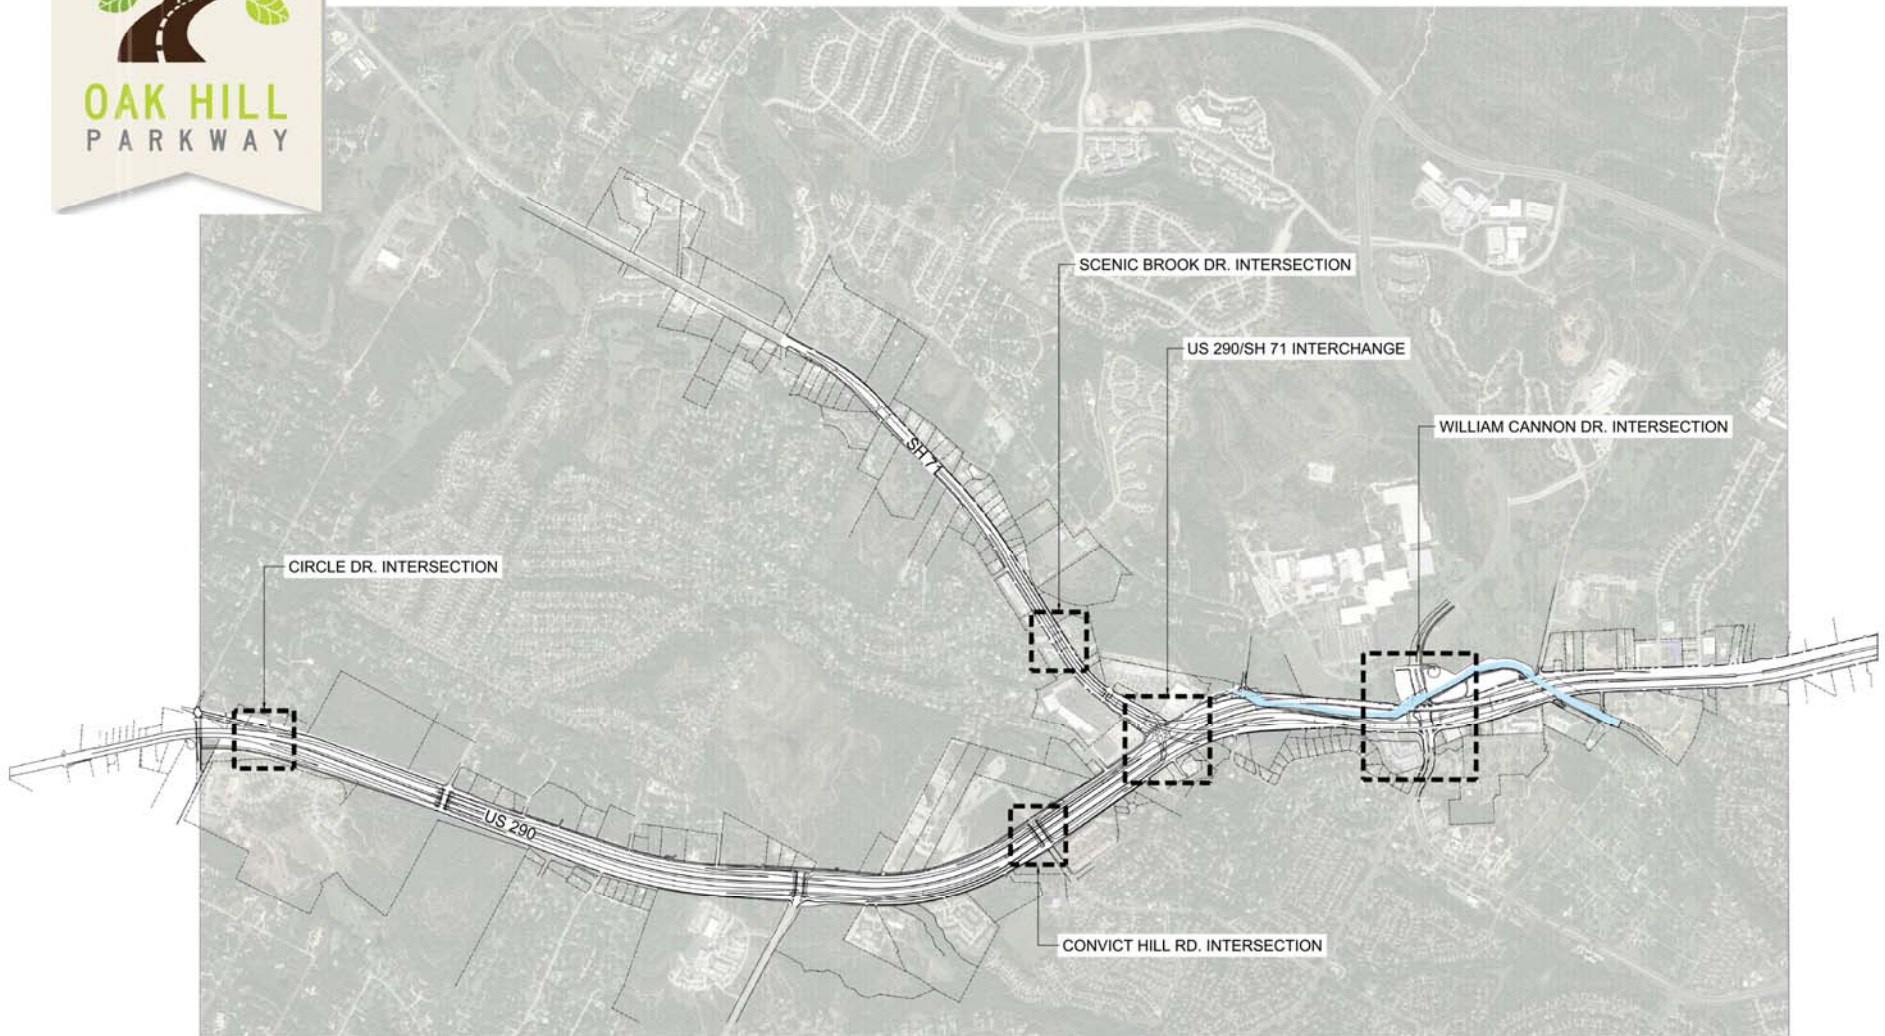 OAK HILL
PARKWAY
SCENIC BROOK DR. INTERSECTION
US 290/SH 71 INTERCHANGE
WILLIAM CANNON DR. INTERSECTION
SH 71
CIRCLE DR. INTERSECTION
US 290
CONVICT HILL RD. INTERSECTION